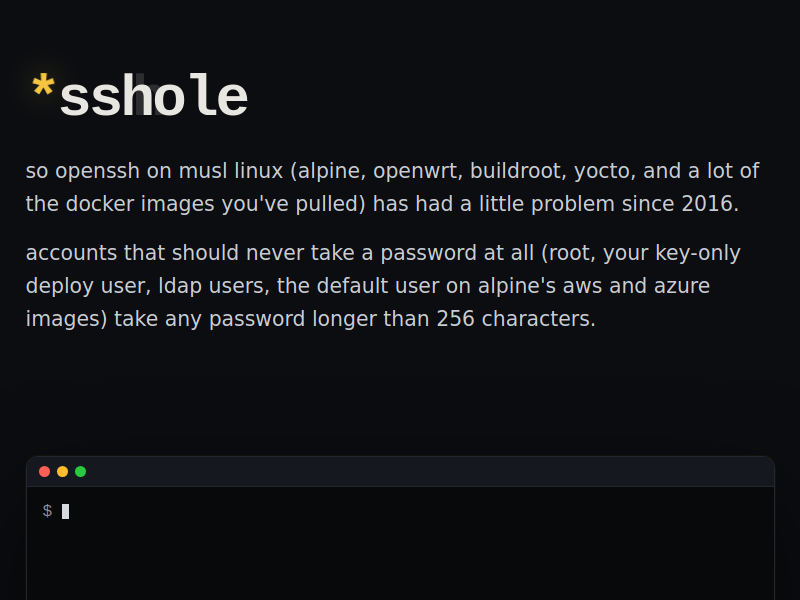 *sshole
so openssh on musl linux (alpine, openwrt, buildroot, yocto, and a lot of
the docker images you've pulled) has had a little problem since 2016.
accounts that should never take a password at all (root, your key-only
deploy user, ldap users, the default user on alpine's aws and azure
images) take any password longer than 256 characters.
$